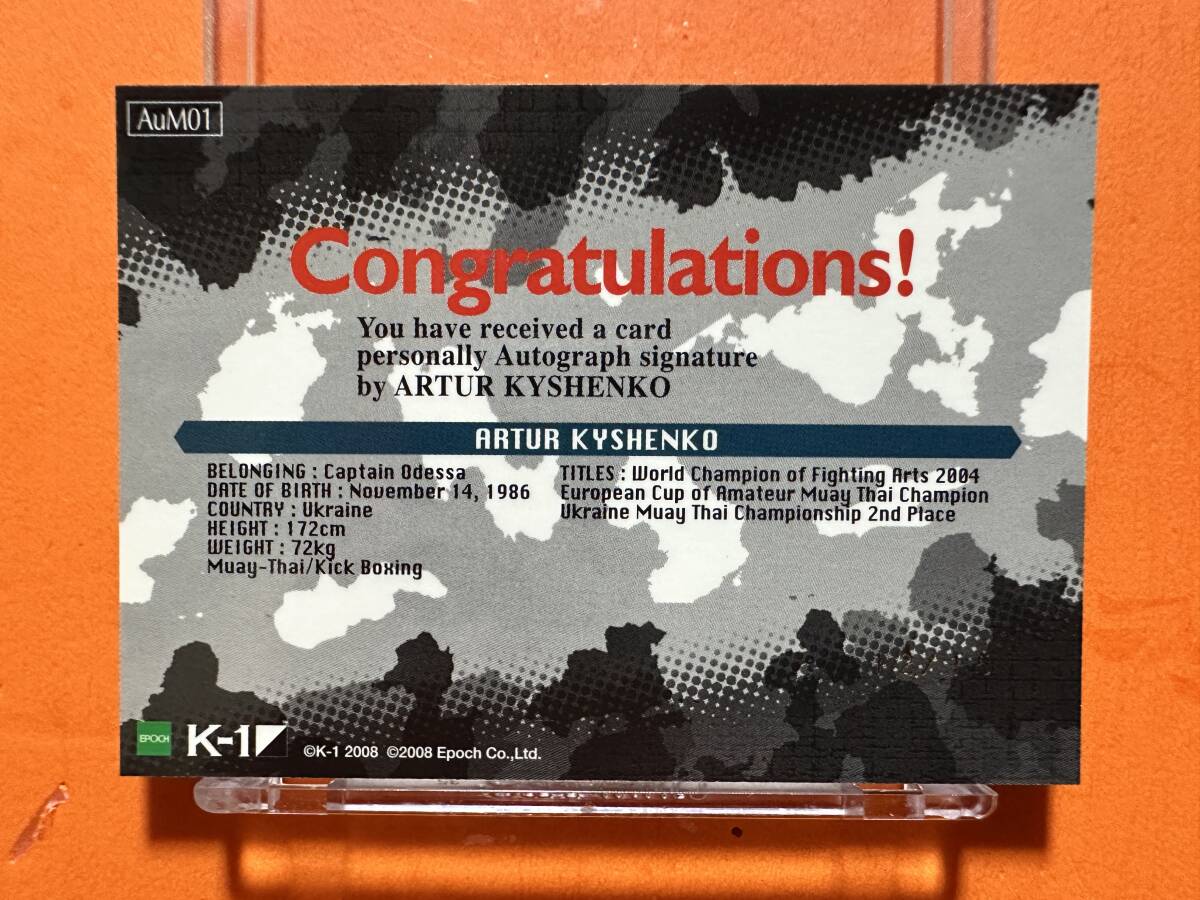 AuM01
Congratulations!
You have received a card
personally Autograph signature
by ARTUR KYSHENKO
ARTUR KYSHENKO
BELONGING : Captain Odessa
DATE OF BIRTH : November 14, 1986
COUNTRY : Ukraine
HEIGHT : 172cm
WEIGHT : 72kg
Muay-Thai/Kick Boxing
TITLES : World Champion of Fighting Arts 2004
European Cup of Amateur Muay Thai Champion
Ukraine Muay Thai Championship 2nd Place
EPOCH
K-1
©K-1 2008 ©2008 Epoch Co.,Ltd.